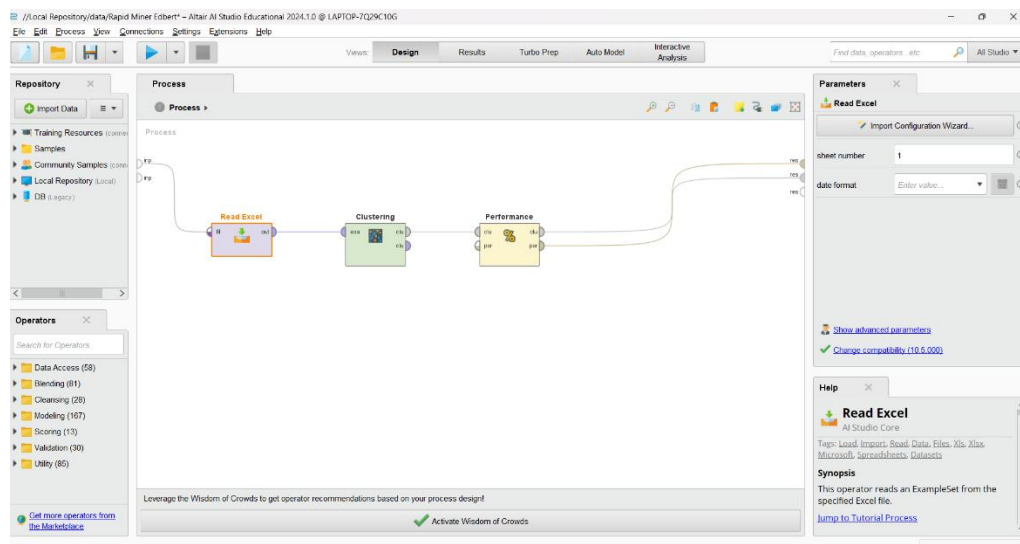 //Local Repository/data/Rapid Miner Edbert* – Altair AI Studio Educational 2024.1.0 @ LAPTOP-7Q29C10G
File Edit Process View Connections Settings Extensions Help
Views: Design Results Turbo Prep Auto Model Interactive Analysis
Find data, operators...etc
All Studio
Repository
Import Data
Training Resources
Samples
Community Samples
Local Repository (Local)
DB (Legacy)
Operators
Search for Operators
Data Access (58)
Blending (81)
Cleansing (28)
Modeling (167)
Scoring (13)
Validation (30)
Utility (85)
Get more operators from
the Marketplace
Process
Process
Process
inp
inp
Read Excel
fil out
Clustering
exa clu
clu
Performance
clu clu
per per
res
res
res
Leverage the Wisdom of Crowds to get operator recommendations based on your process design!
Activate Wisdom of Crowds
Parameters
Read Excel
Import Configuration Wizard...
sheet number 1
date format Enter value...
Show advanced parameters
Change compatibility (10.5.000)
Help
Read Excel
AI Studio Core
Tags: Load, Import, Read, Data, Files, Xls, Xlsx,
Microsoft, Spreadsheets, Datasets
Synopsis
This operator reads an ExampleSet from the
specified Excel file.
Jump to Tutorial Process